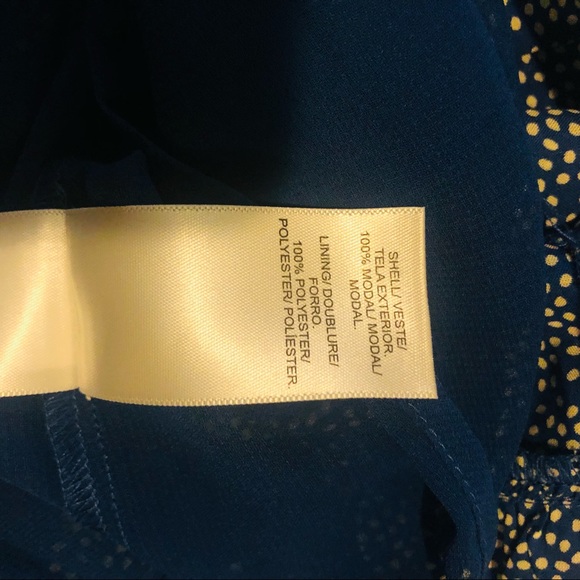 SHELL/ VESTE/
TELA EXTERIOR.
100% MODAL/ MODAL/
MODAL.
LINING/ DOUBLURE/
FORRO.
100% POLYESTER/
POLYESTER/ POLIESTER.